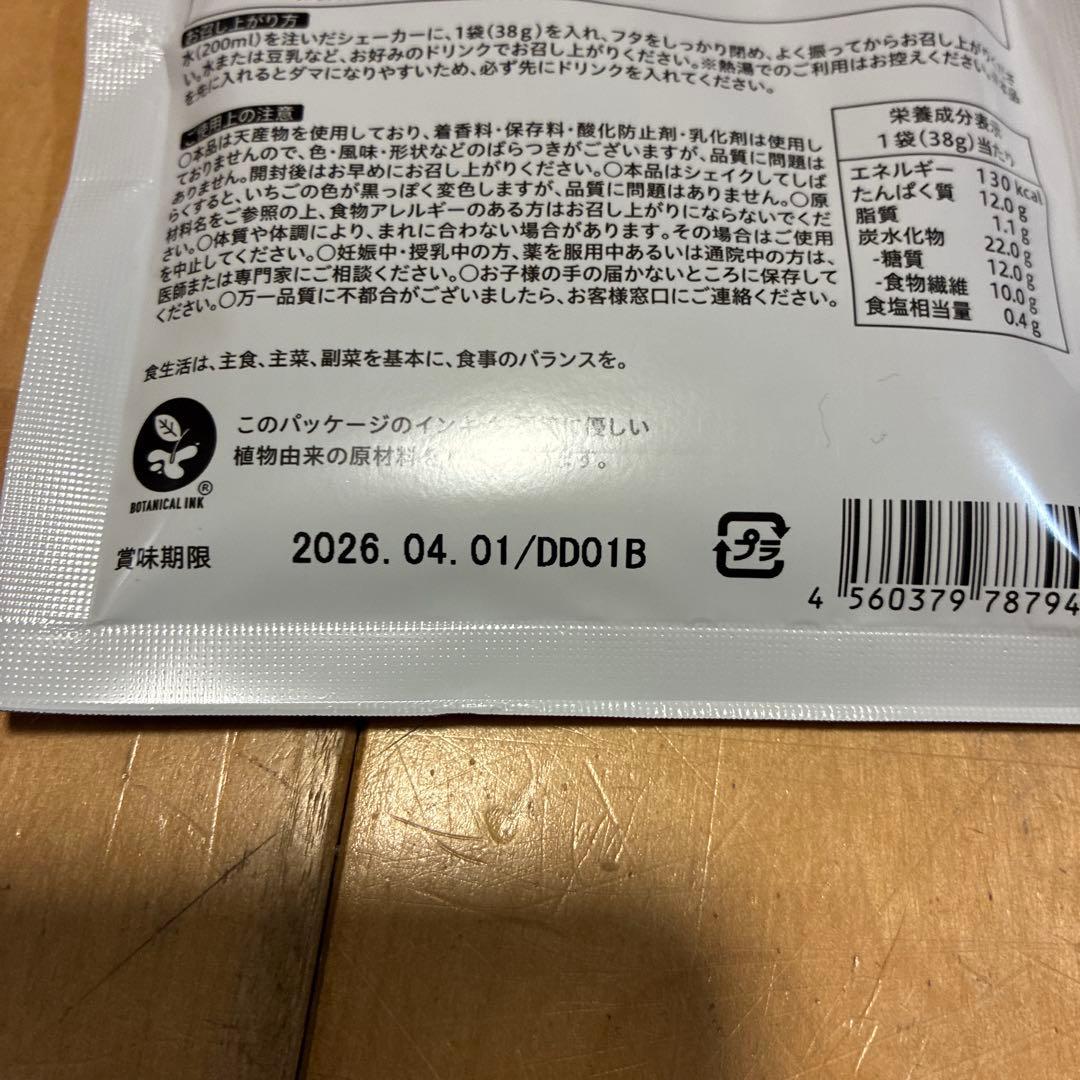 お召し上がり方
水(200ml)を注いだシェーカーに、1袋(38g)を入れ、フタをしっかり閉め、よく振ってからお召し上がり
い。水または豆乳など、お好みのドリンクでお召し上がりください。※熱湯でのご利用はお控えください。
を先に入れるとダマになりやすいため、必ず先にドリンクを入れてください。
ご使用上の注意
○本品は天産物を使用しており、着香料・保存料・酸化防止剤・乳化剤は使用し
ておりませんので、色・風味・形状などのばらつきがございますが、品質に問題は
ありません。開封後はお早めにお召し上がりください。○本品はシェイクしてしば
らくすると、いちごの色が黒っぽく変色しますが、品質に問題はありません。○原
材料名をご参照の上、食物アレルギーのある方はお召し上がりにならないでくだ
さい。○体質や体調により、まれに合わない場合があります。その場合はご使用
を中止してください。○妊娠中・授乳中の方、薬を服用中あるいは通院中の方は、
医師または専門家にご相談ください。○お子様の手の届かないところに保存して
ください。○万一品質に不都合がございましたら、お客様窓口にご連絡ください。
栄養成分表示
1袋(38g)当たり
エネルギー 130 kcal
たんぱく質 12.0 g
脂質 1.1 g
炭水化物 22.0 g
-糖質 12.0 g
-食物繊維 10.0 g
食塩相当量 0.4 g
食生活は、主食、主菜、副菜を基本に、食事のバランスを。
このパッケージのインキ 優しい
植物由来の原材料を ます。
BOTANICAL INK ®
賞味期限 2026.04.01/DD01B
プラ
4 560379 78794